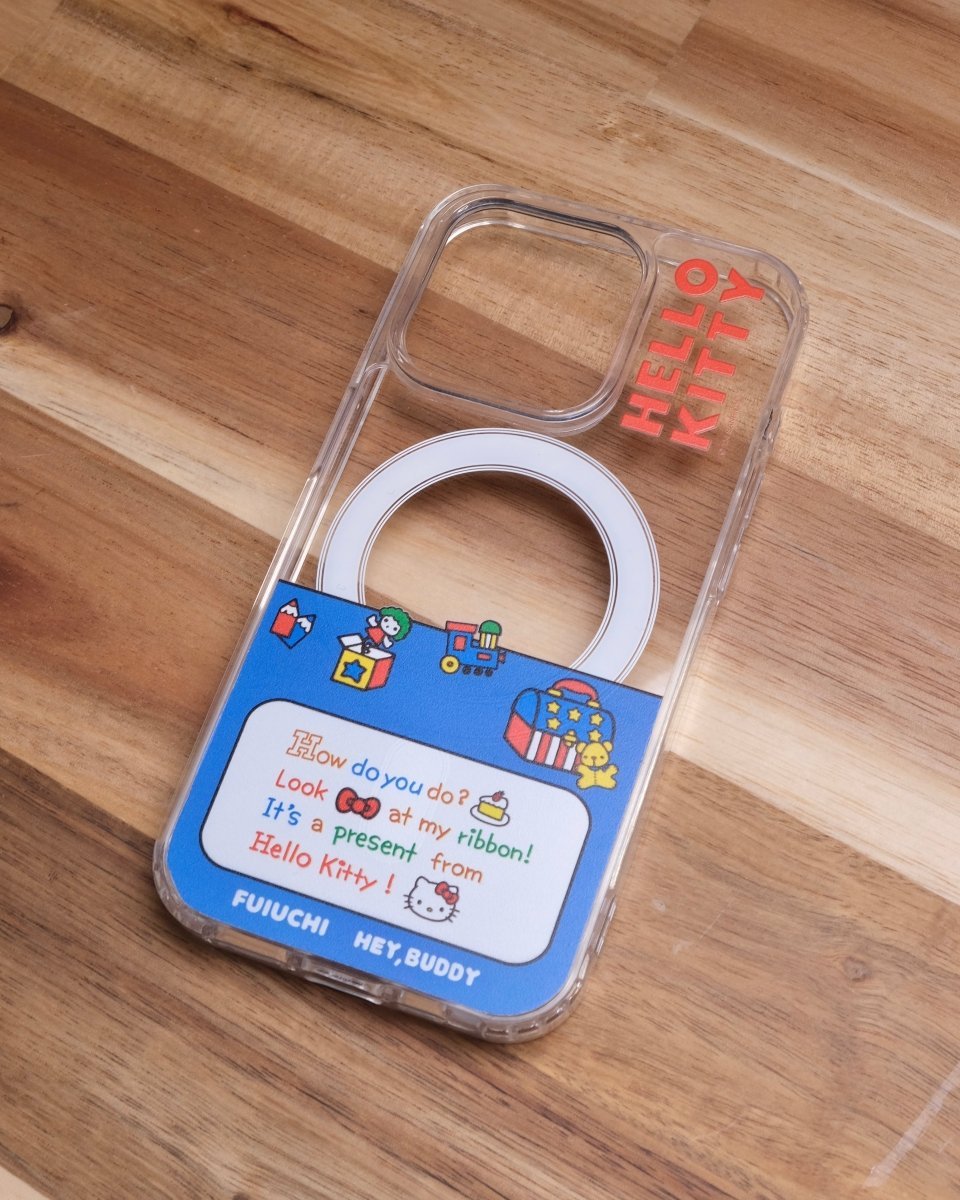 HELLO
KITTY
How do you do?
Look at my ribbon!
It's a present from
Hello Kitty !
FUIUCHI HEY, BUDDY